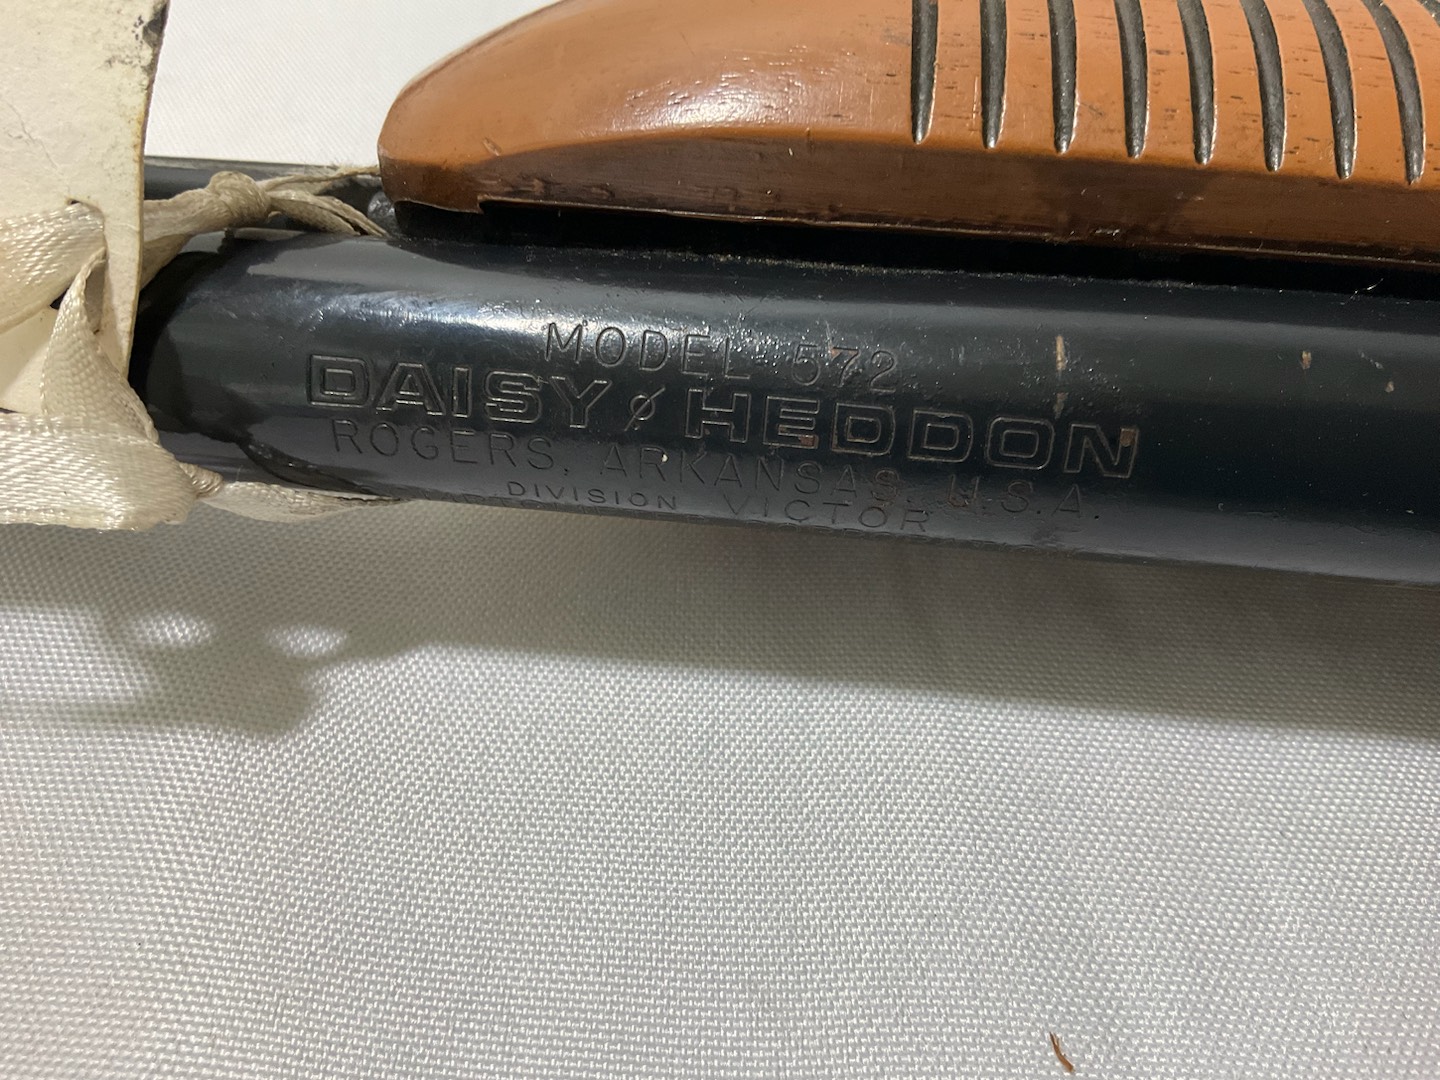 MODEL 572
DAISY HEDDON
ROGERS, ARKANSAS, U.S.A.
DIVISION VICTOR